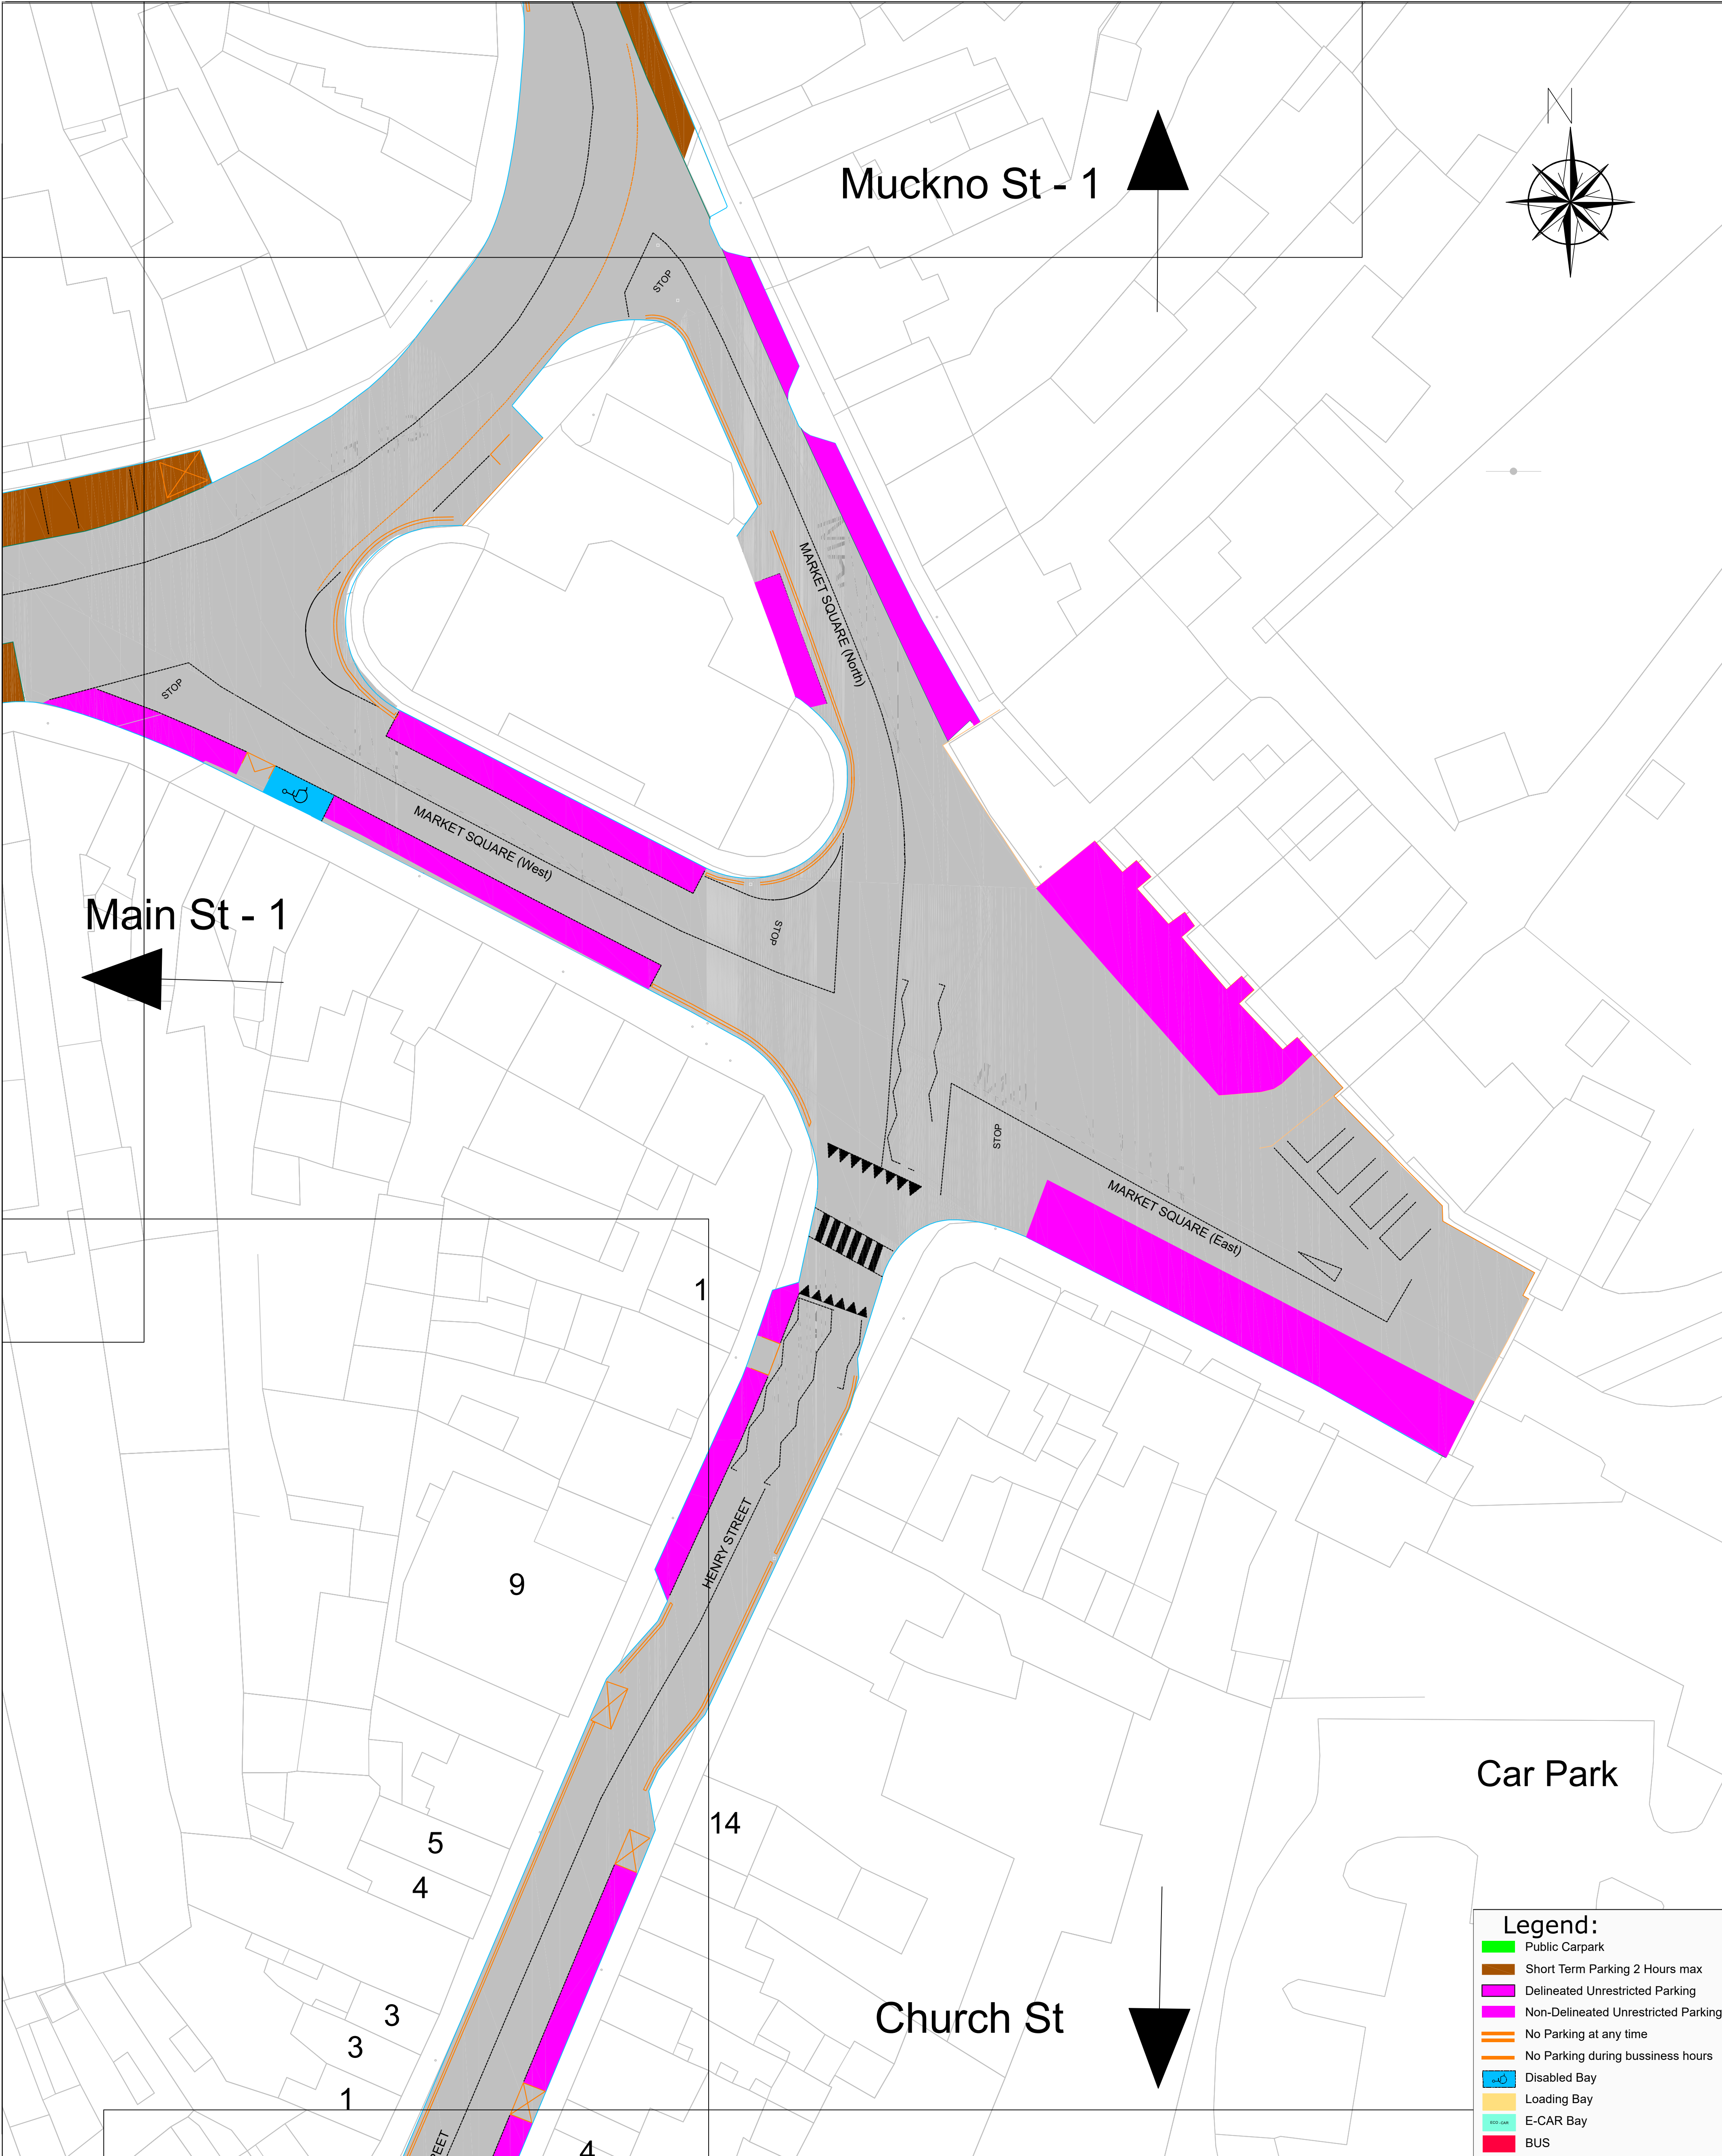 N
Muckno St - 1
STOP
MARKET SQUARE (North)
STOP
MARKET SQUARE (West)
Main St - 1
STOP
STOP
MARKET SQUARE (East)
1
HENRY STREET
9
Car Park
14
5
4
Church St
3
3
1
4
REET
Legend:
Public Carpark
Short Term Parking 2 Hours max
Delineated Unrestricted Parking
Non-Delineated Unrestricted Parking
No Parking at any time
No Parking during bussiness hours
Disabled Bay
Loading Bay
ECO-CAR
E-CAR Bay
BUS